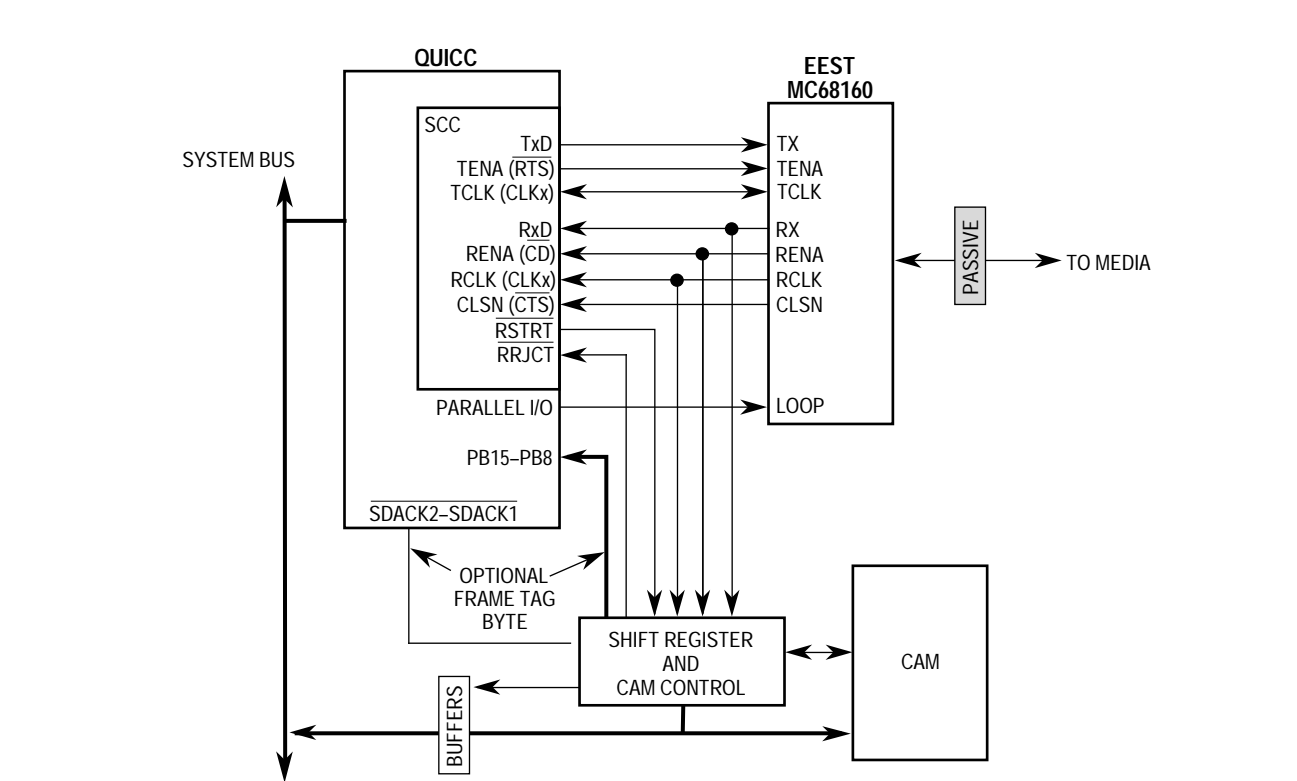 QUICC
EEST
MC68160
SCC
SYSTEM BUS
TxD
TENA (RTS)
TCLK (CLKx)
RxD
RENA (CD)
RCLK (CLKx)
CLSN (CTS)
RSTRT
RRJCT
PARALLEL I/O
PB15–PB8
SDACK2–SDACK1
TX
TENA
TCLK
RX
RENA
RCLK
CLSN
LOOP
PASSIVE
TO MEDIA
OPTIONAL
FRAME TAG
BYTE
SHIFT REGISTER
AND
CAM CONTROL
CAM
BUFFERS